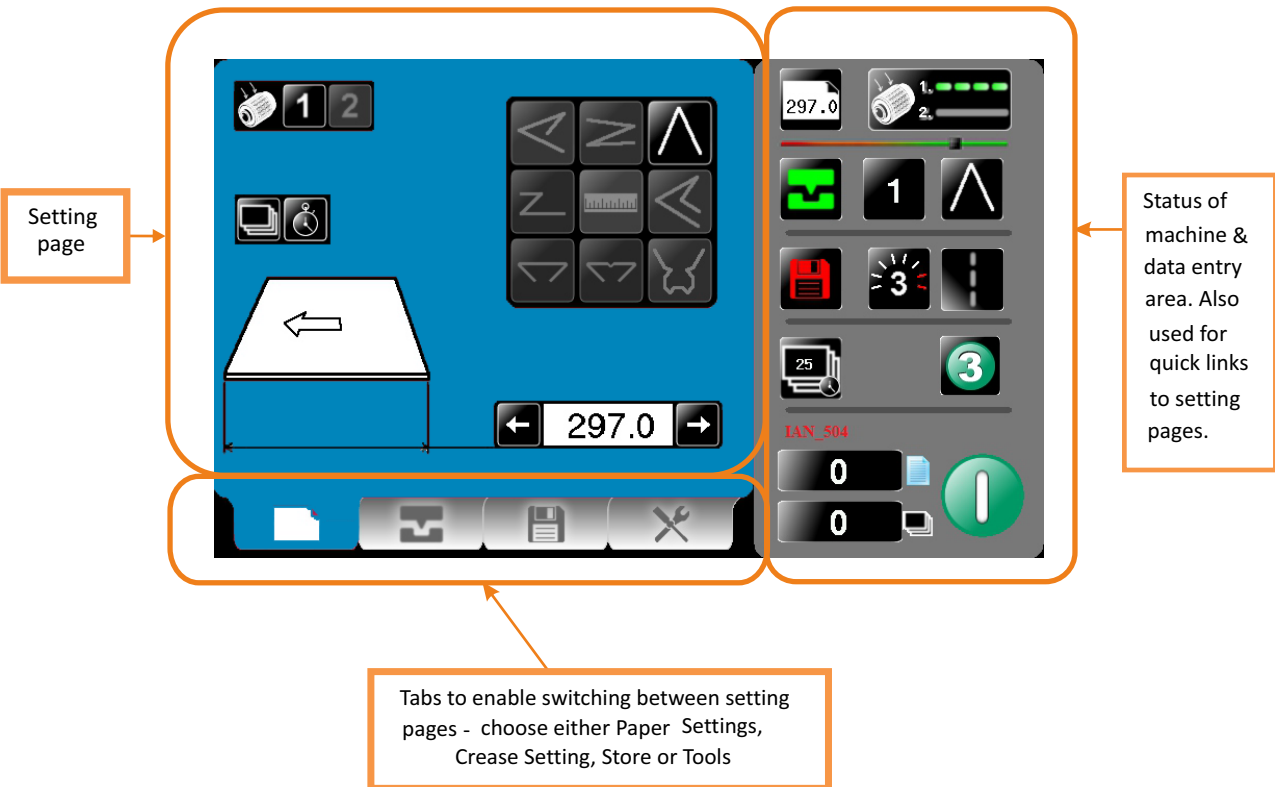 Setting
page
1 2
297.0
297.0
1.
2.
1
3
25
3
IAN_504
0
0
Status of
machine &
data entry
area. Also
used for
quick links
to setting
pages.
Tabs to enable switching between setting
pages - choose either Paper Settings,
Crease Setting, Store or Tools